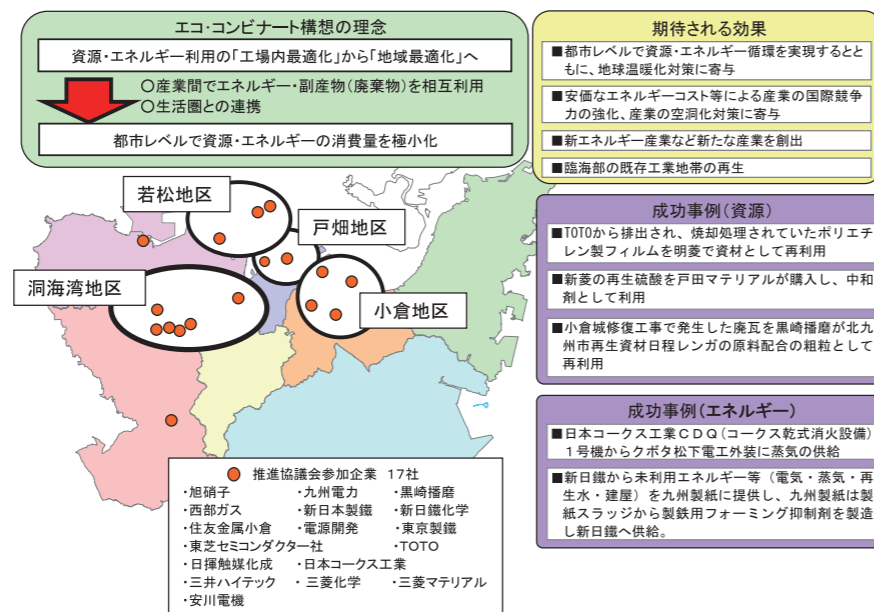 エコ・コンビナート構想の理念
資源・エネルギー利用の「工場内最適化」から「地域最適化」へ
○産業間でエネルギー・副産物（廃棄物）を相互利用
○生活圏との連携
都市レベルで資源・エネルギーの消費量を極小化
期待される効果
■都市レベルで資源・エネルギー循環を実現するとと
もに、地球温暖化対策に寄与
■安価なエネルギーコスト等による産業の国際競争
力の強化、産業の空洞化対策に寄与
■新エネルギー産業など新たな産業を創出
■臨海部の既存工業地帯の再生
若松地区
戸畑地区
洞海湾地区
小倉地区
成功事例（資源）
■TOTOから排出され、焼却処理されていたポリエチ
レン製フィルムを明菱で資材として再利用
■新菱の再生硫酸を戸田マテリアルが購入し、中和
剤として利用
■小倉城修復工事で発生した廃瓦を黒崎播磨が北九
州市再生資材日程レンガの原料配合の粗粒として
再利用
成功事例（エネルギー）
■日本コークス工業ＣＤＱ（コークス乾式消火設備）
１号機からクボタ松下電工外装に蒸気の供給
■新日鐵から未利用エネルギー等（電気・蒸気・再
生水・建屋）を九州製紙に提供し、九州製紙は製
紙スラッジから製鉄用フォーミング抑制剤を製造
し新日鐵へ供給。
推進協議会参加企業 17社
・旭硝子 ・九州電力 ・黒崎播磨
・西部ガス ・新日本製鐵 ・新日鐵化学
・住友金属小倉 ・電源開発 ・東京製鐵
・東芝セミコンダクター社 ・TOTO
・日揮触媒化成 ・日本コークス工業
・三井ハイテック ・三菱化学 ・三菱マテリアル
・安川電機